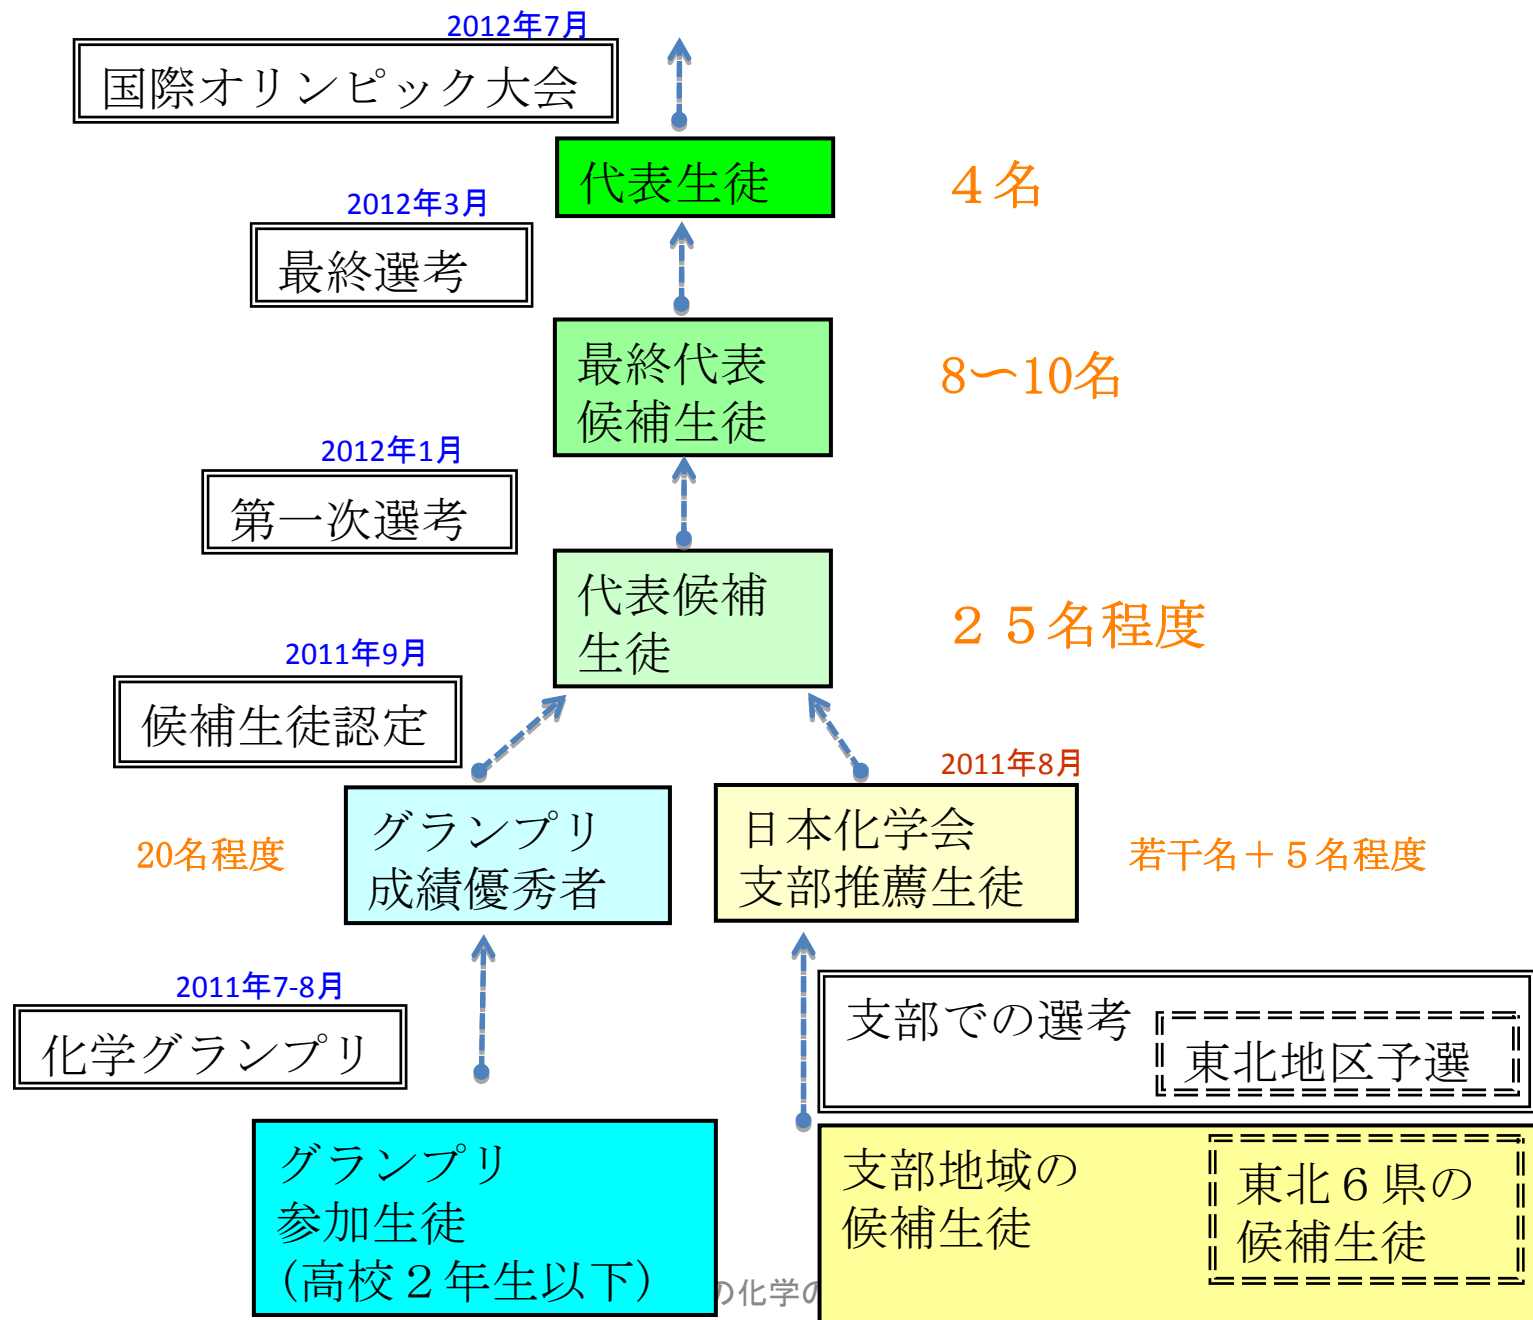 2012年7月
国際オリンピック大会
代表生徒
４名
2012年3月
最終選考
最終代表
候補生徒
8〜10名
2012年1月
第一次選考
代表候補
生徒
２５名程度
2011年9月
候補生徒認定
2011年8月
グランプリ
成績優秀者
20名程度
日本化学会
支部推薦生徒
若干名＋５名程度
2011年7-8月
化学グランプリ
支部での選考
東北地区予選
グランプリ
参加生徒
（高校２年生以下）
支部地域の
候補生徒
東北６県の
候補生徒
の化学の